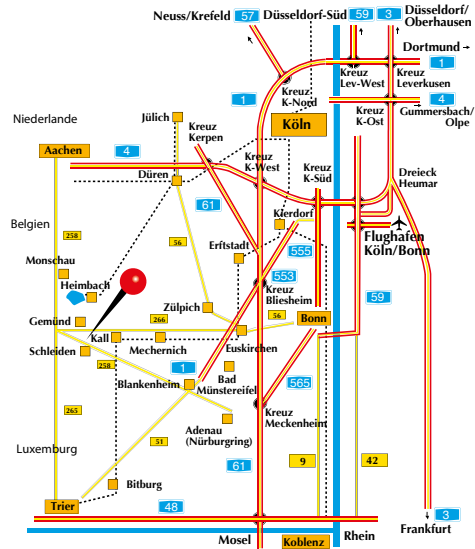 Neuss/Krefeld
57
Düsseldorf-Süd
59
3
Düsseldorf/
Oberhausen
Dortmund
Kreuz
K-Nord
Kreuz
Lev-West
Kreuz
Leverkusen
1
1
4
Gummersbach/
Olpe
Niederlande
Jülich
Kreuz
Kerpen
Köln
Kreuz
K-Ost
Aachen
4
Düren
Kreuz
K-West
Kreuz
K-Süd
Dreieck
Heumar
61
Kierdorf
Belgien
258
56
Erftstadt
555
Flughafen
Köln/Bonn
Monschau
553
Heimbach
Kreuz
Bliesheim
59
Zülpich
Gemünd
266
56
Bonn
Kall
Mechernich
Euskirchen
Schleiden
258
1
Blankenheim
Bad
Münstereifel
565
265
Adenau
(Nürburgring)
Kreuz
Meckenheim
Luxemburg
51
61
9
42
Bitburg
Trier
48
3
Frankfurt
Mosel
Koblenz
Rhein